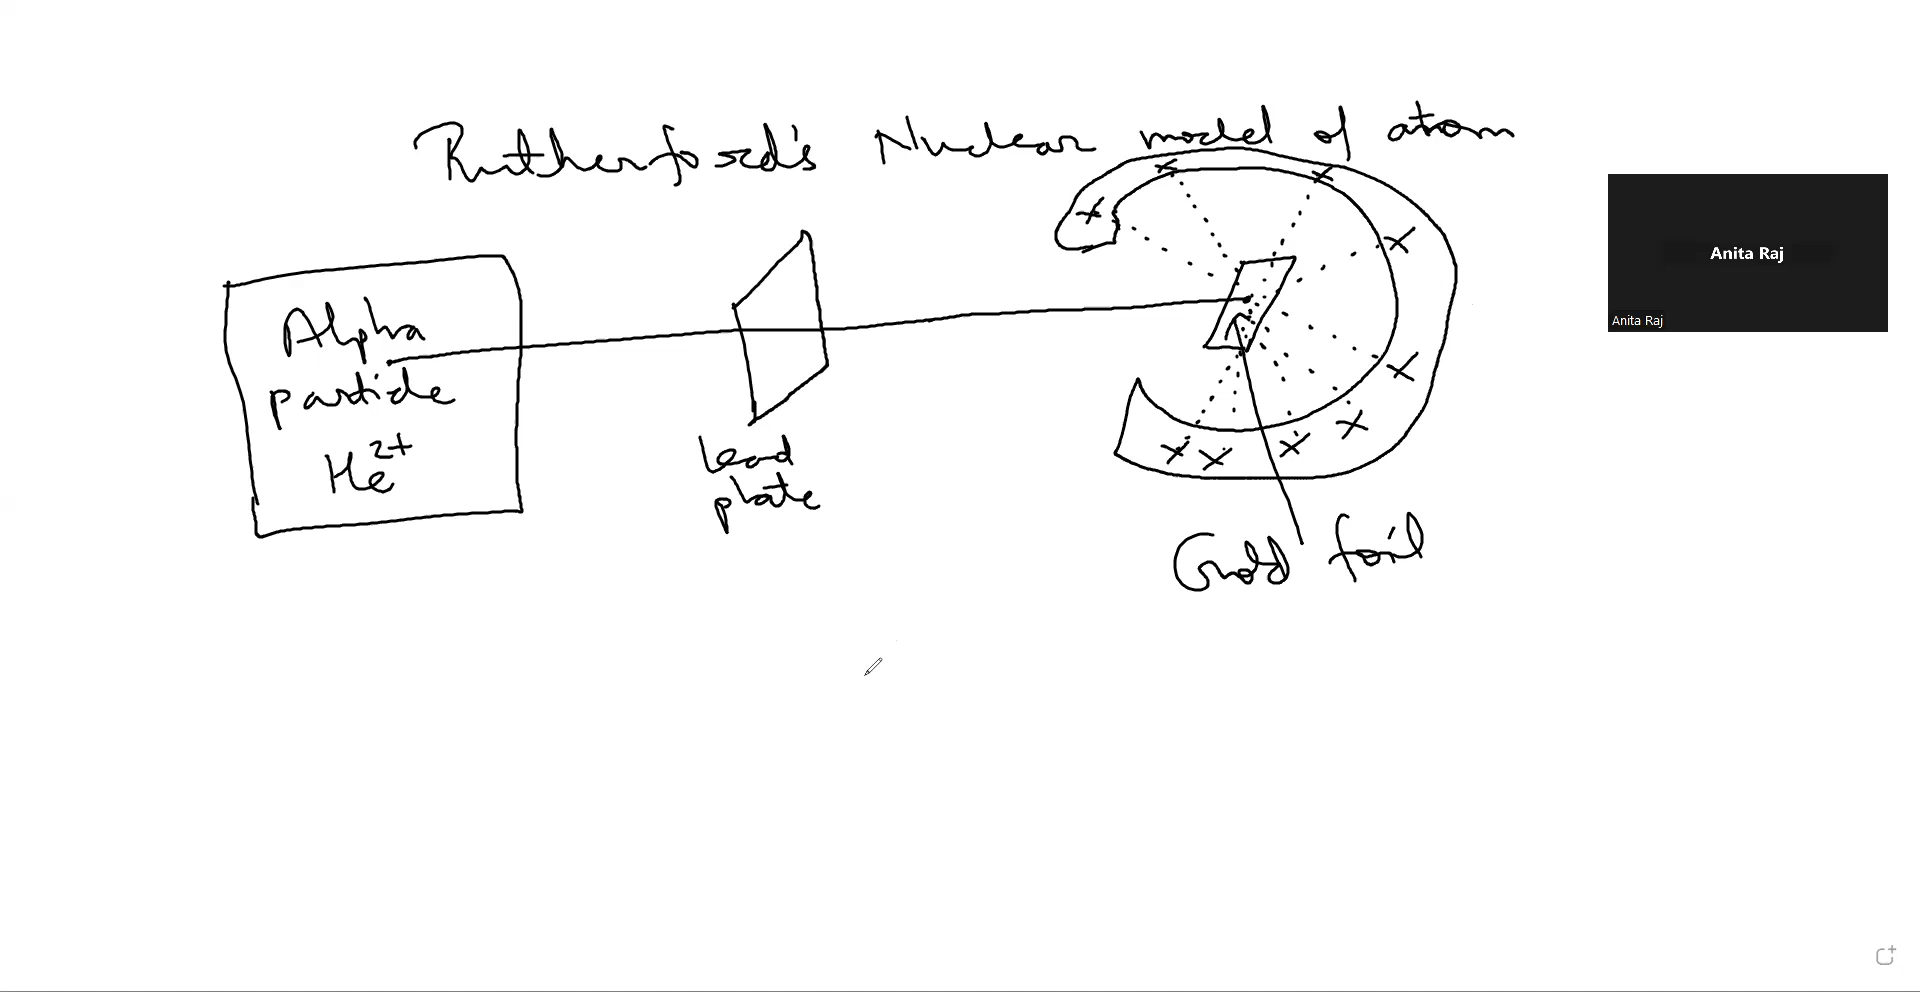 Rutherford's Nuclear model of atom
Alpha
particle
He2+
Lead
plate
Gold foil
Anita Raj
Anita Raj